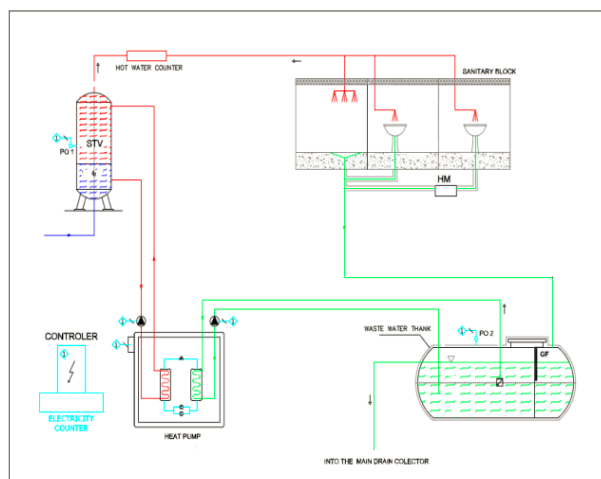 HOT WATER COUNTER
SANITARY BLOCK
STV
PO 1
HM
WASTE WATER THANK
PO 2
GF
CONTROLER
ELECTRICITY
COUNTER
HEAT PUMP
INTO THE MAIN DRAIN COLECTOR